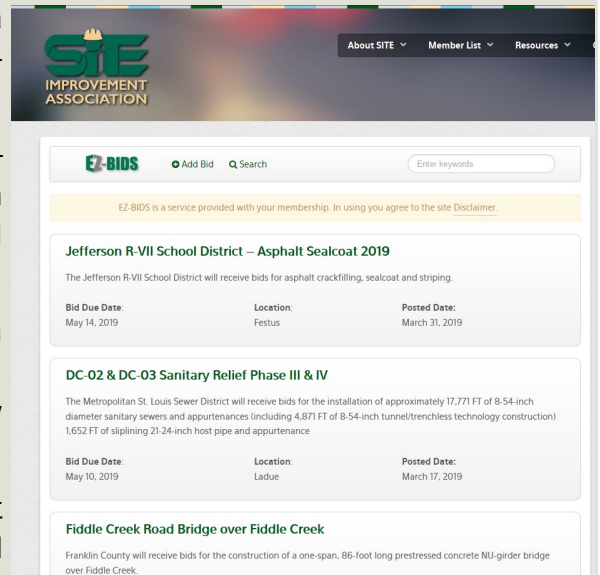 SITE
IMPROVEMENT
ASSOCIATION
About SITE
Member List
Resources
EZ-BIDS
Add Bid
Search
Enter keywords
EZ-BIDS is a service provided with your membership. In using you agree to the site Disclaimer.
Jefferson R-VII School District – Asphalt Sealcoat 2019
The Jefferson R-VII School District will receive bids for asphalt crackfilling, sealcoat and striping.
Bid Due Date:
May 14, 2019
Location:
Festus
Posted Date:
March 31, 2019
DC-02 & DC-03 Sanitary Relief Phase III & IV
The Metropolitan St. Louis Sewer District will receive bids for the installation of approximately 17,771 FT of 8-54-inch
diameter sanitary sewers and appurtenances (including 4,871 FT of 8-54-inch tunnel/trenchless technology construction)
1,652 FT of sliplining 21-24-inch host pipe and appurtenance
Bid Due Date:
May 10, 2019
Location:
Ladue
Posted Date:
March 17, 2019
Fiddle Creek Road Bridge over Fiddle Creek
Franklin County will receive bids for the construction of a one-span, 86-foot long prestressed concrete NU-girder bridge
over Fiddle Creek.